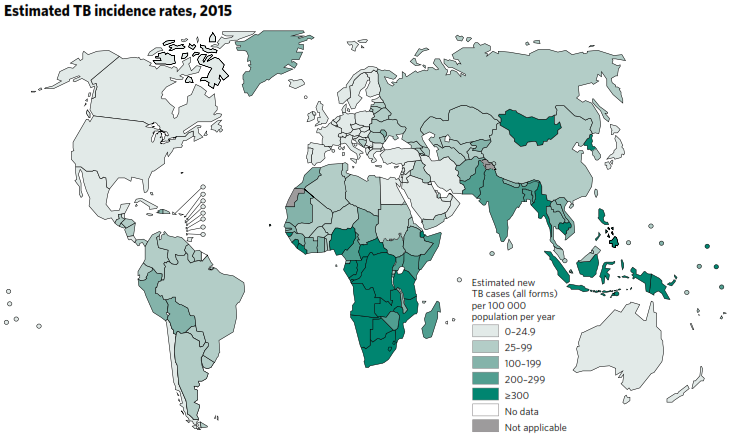 Estimated TB incidence rates, 2015
Estimated new
TB cases (all forms)
per 100 000
population per year
0–24.9
25–99
100–199
200–299
≥300
No data
Not applicable